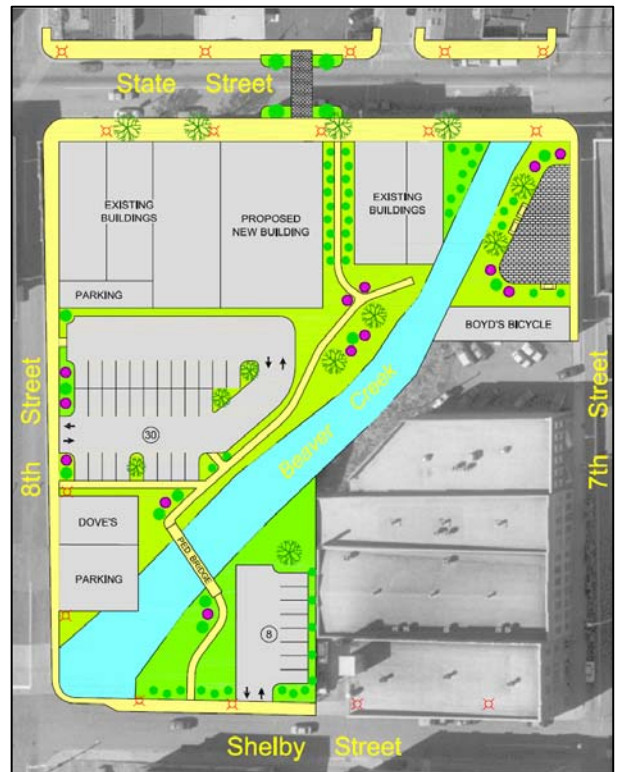 State Street
EXISTING
BUILDINGS
PROPOSED
NEW BUILDING
EXISTING
BUILDINGS
PARKING
BOYD'S BICYCLE
8th Street
7th Street
30
Beaver Creek
DOVE'S
PARKING
PED BRIDGE
8
Shelby Street